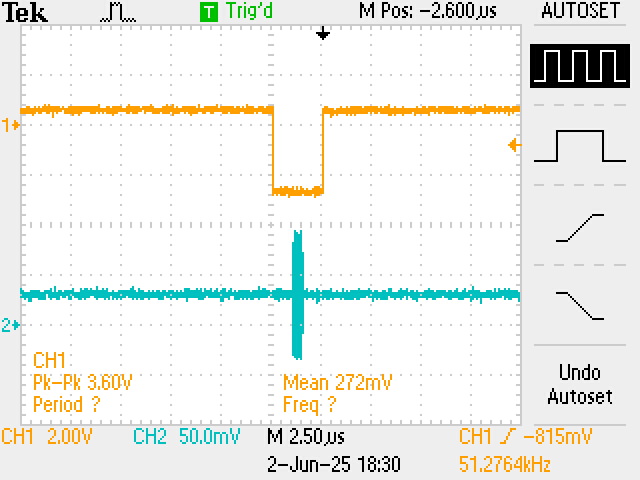 Tek T Trig'd M Pos: -2.600µs AUTOSET
1
2
CH1
Pk-Pk 3.60V Mean 272mV
Period ? Freq ?
Undo
Autoset
CH1 2.00V CH2 50.0mV M 2.50µs CH1 -815mV
2-Jun-25 18:30 51.2764kHz